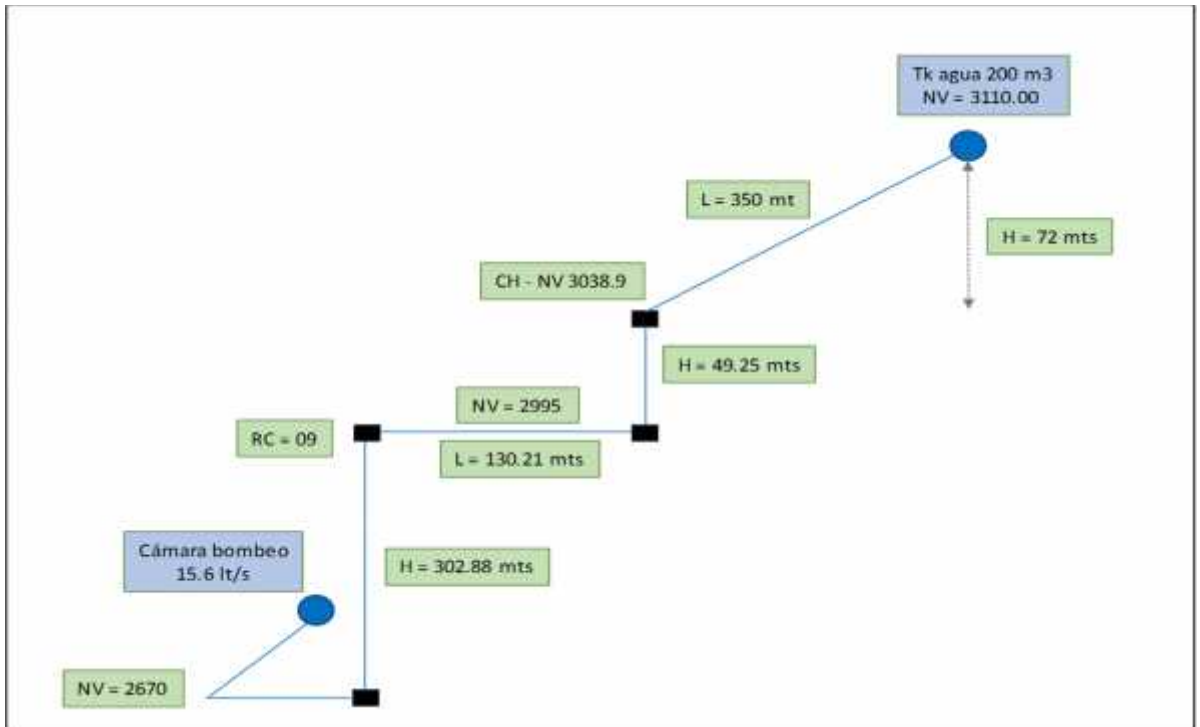 Tk agua 200 m3
NV = 3110.00
L = 350 mt
H = 72 mts
CH - NV 3038.9
H = 49.25 mts
NV = 2995
RC = 09
L = 130.21 mts
Cámara bombeo
15.6 lt/s
H = 302.88 mts
NV = 2670